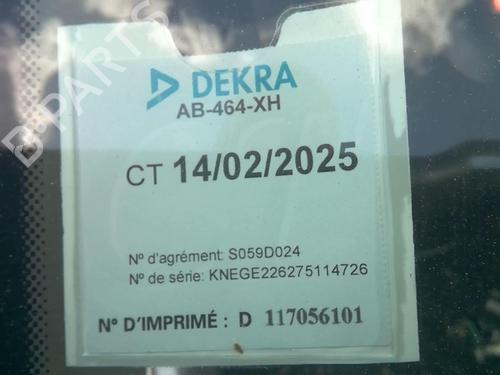 DEKRA
AB-464-XH
CT 14/02/2025
N° d'agrément: S059D024
N° de série: KNEGE226275114726
N° D'IMPRIMÉ : D 117056101
B-PARTS